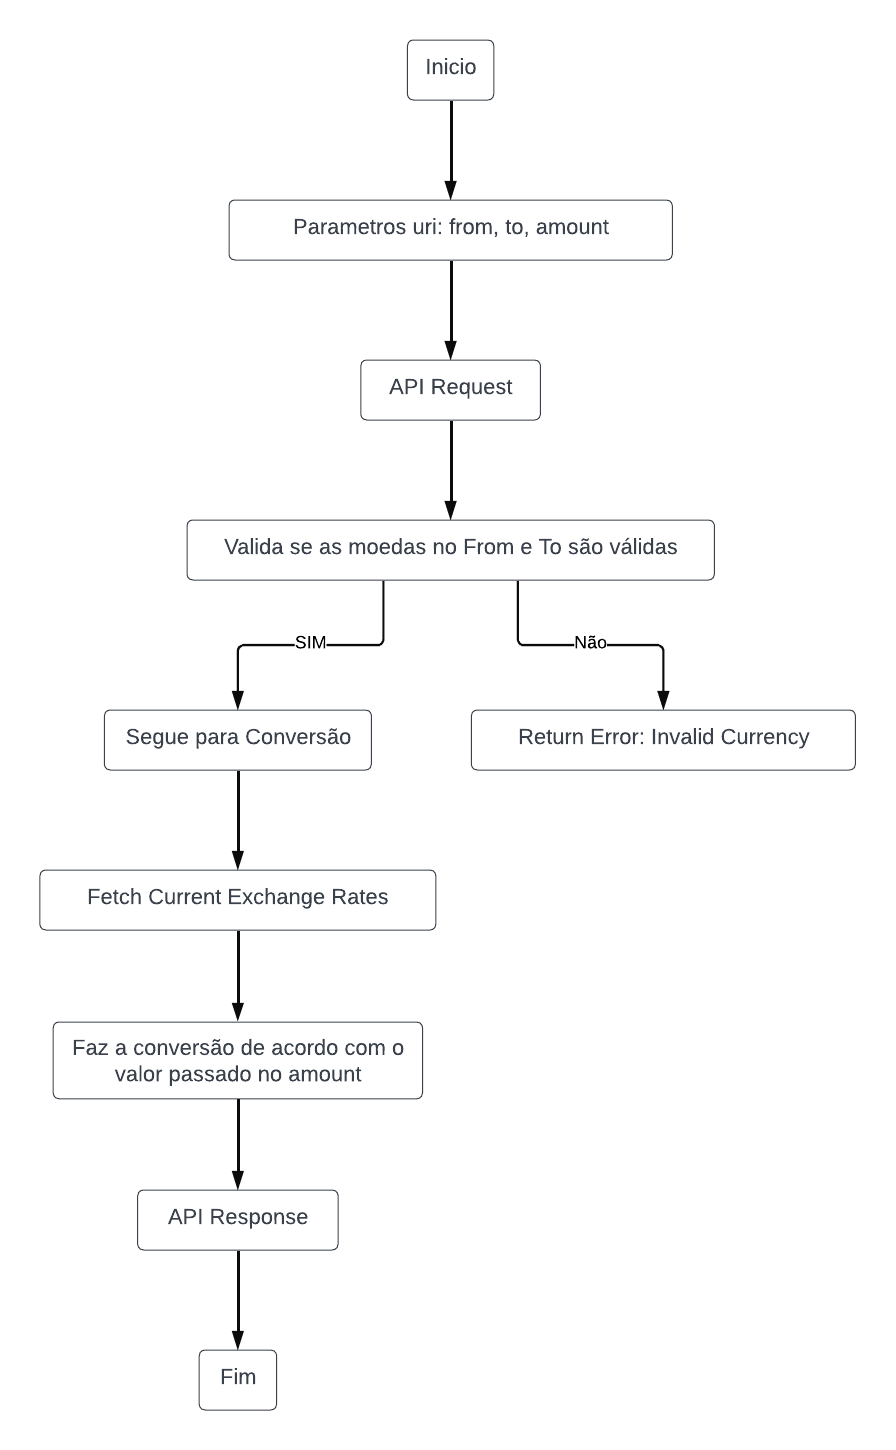 Inicio
Parametros uri: from, to, amount
API Request
Valida se as moedas no From e To são válidas
SIM
Não
Segue para Conversão
Return Error: Invalid Currency
Fetch Current Exchange Rates
Faz a conversão de acordo com o
valor passado no amount
API Response
Fim